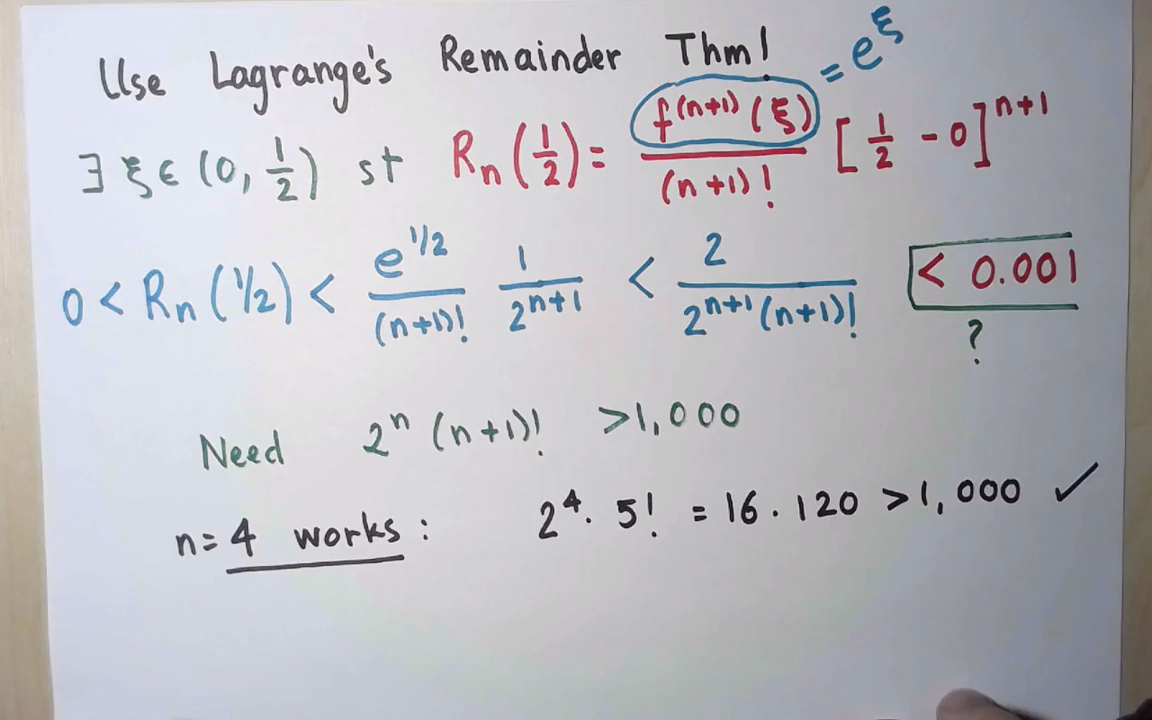 Use Lagrange's Remainder Thm!
∃ ξ ∈ (0, 1/2) st Rn(1/2) = f^(n+1)(ξ)/(n+1)! [1/2 - 0]^n+1 = e^ξ
0 < Rn(1/2) < e^1/2/(n+1)! 1/2^n+1 < 2/2^n+1(n+1)! < 0.001
?
Need 2^n (n+1)! >1,000
n=4 works: 2^4. 5! = 16.120 >1,000 ✓